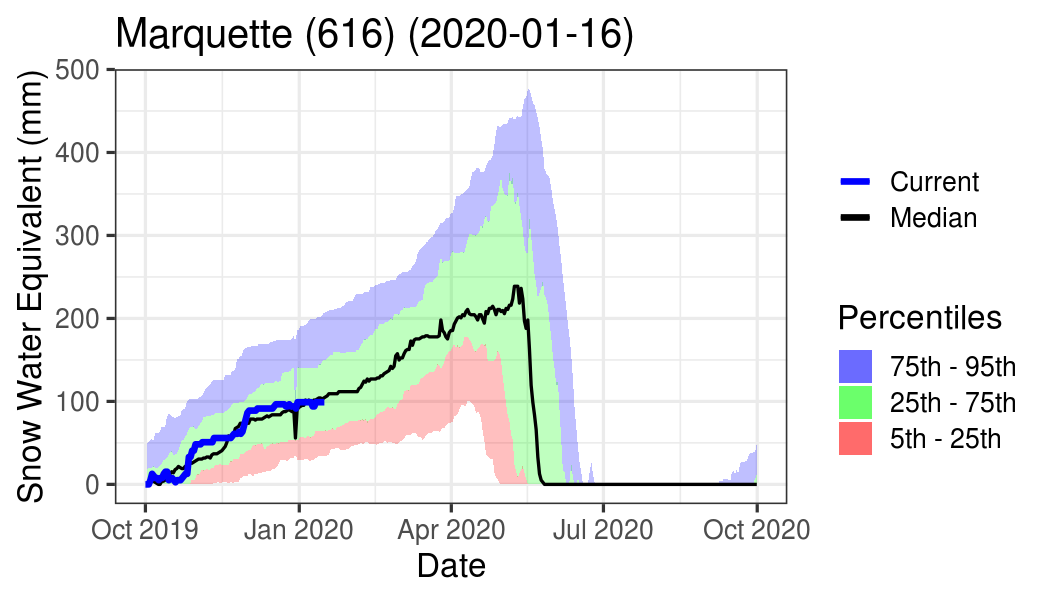 Marquette (616) (2020-01-16)
Snow Water Equivalent (mm)
500
400
300
200
100
0
Oct 2019
Jan 2020
Apr 2020
Jul 2020
Oct 2020
Date
Current
Median
Percentiles
75th - 95th
25th - 75th
5th - 25th